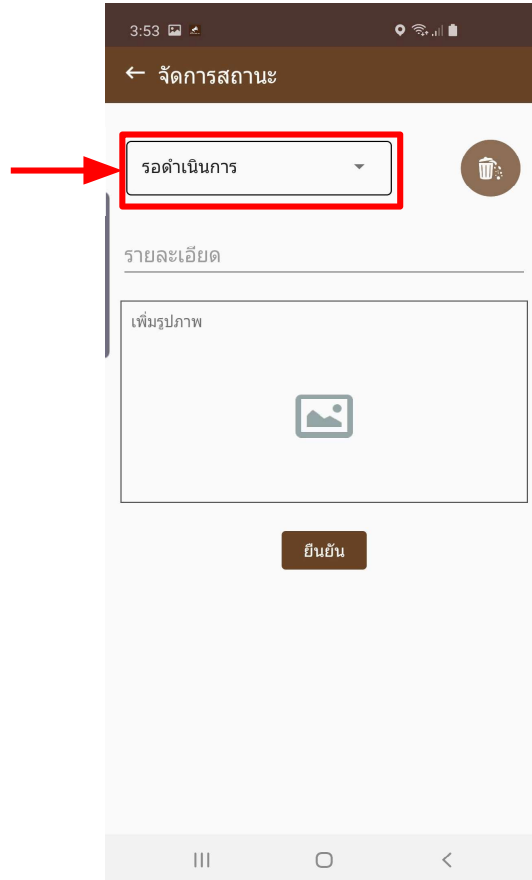 3:53
← จัดการสถานะ
รอดำเนินการ
รายละเอียด
เพิ่มรูปภาพ
ยืนยัน